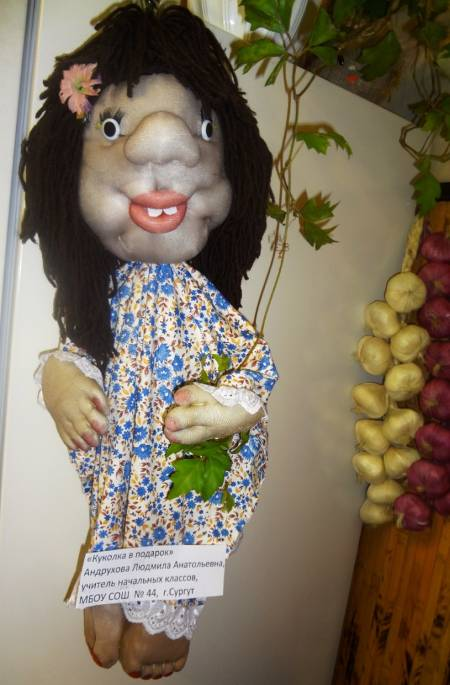 «Куколка в подарок»
Андрухова Людмила Анатольевна,
учитель начальных классов,
МБОУ СОШ № 44, г.Сургут